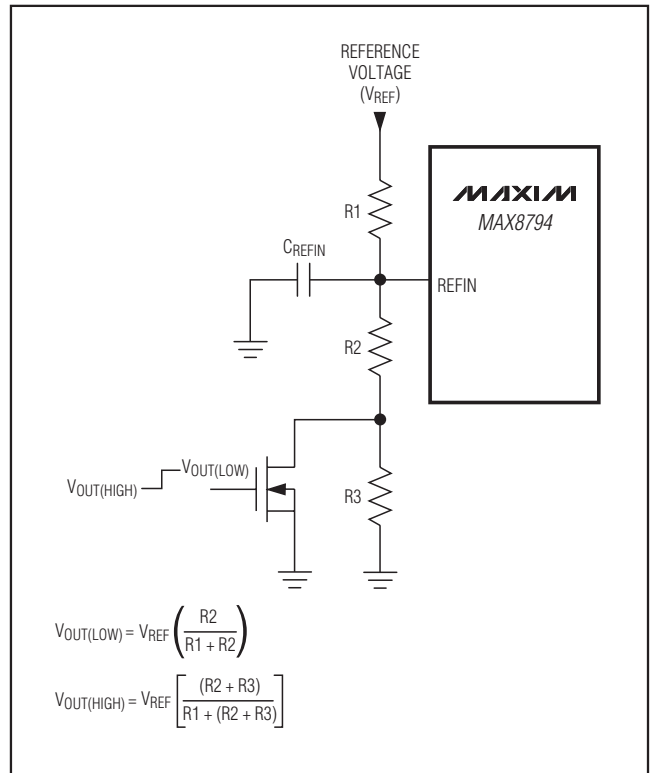 REFERENCE
VOLTAGE
(VREF)
R1
MAXIM
MAX8794
CREFIN
REFIN
R2
VOUT(LOW)
VOUT(HIGH)
R3
VOUT(LOW) = VREF (R2 / R1 + R2)
VOUT(HIGH) = VREF [(R2 + R3) / R1 + (R2 + R3)]